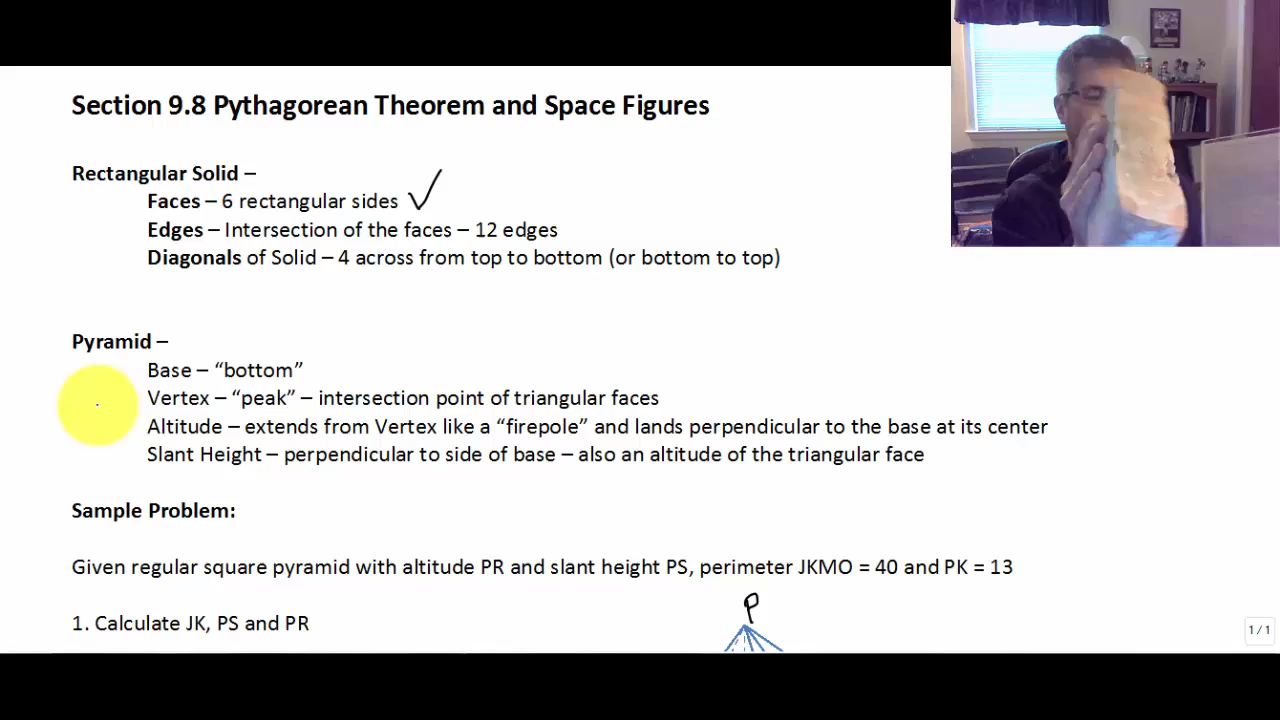 Section 9.8 Pythagorean Theorem and Space Figures
Rectangular Solid –
Faces – 6 rectangular sides
Edges – Intersection of the faces – 12 edges
Diagonals of Solid – 4 across from top to bottom (or bottom to top)
Pyramid –
Base – “bottom”
Vertex – “peak” – intersection point of triangular faces
Altitude – extends from Vertex like a “firepole” and lands perpendicular to the base at its center
Slant Height – perpendicular to side of base – also an altitude of the triangular face
Sample Problem:
Given regular square pyramid with altitude PR and slant height PS, perimeter JKMO = 40 and PK = 13
P
1. Calculate JK, PS and PR
1 / 1